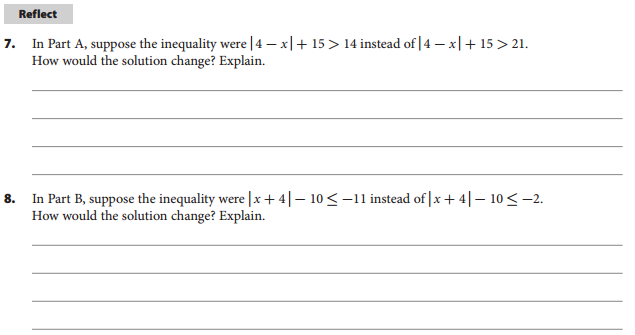 Reflect
7. In Part A, suppose the inequality were |4 − x| + 15 > 14 instead of |4 − x| + 15 > 21.
How would the solution change? Explain.
8. In Part B, suppose the inequality were |x + 4| − 10 ≤ −11 instead of |x + 4| − 10 ≤ −2.
How would the solution change? Explain.